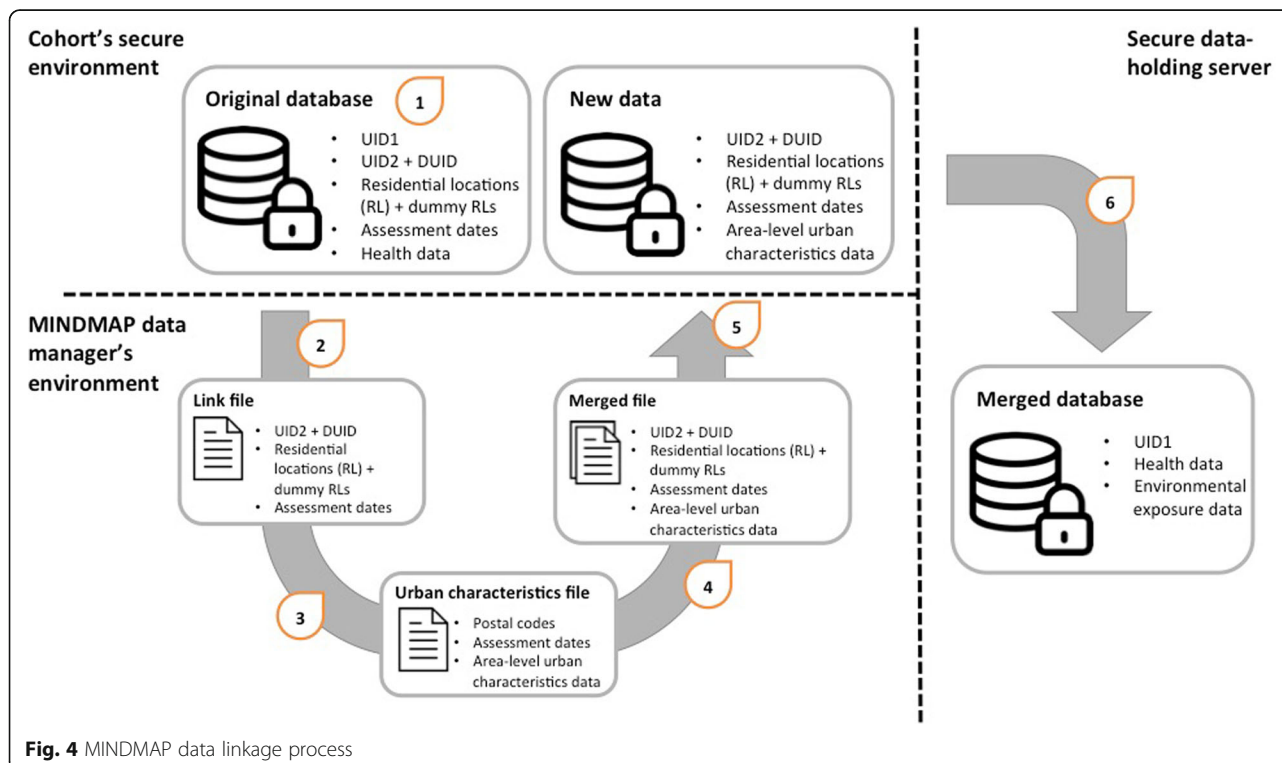 Cohort's secure
environment
Original database
1
• UID1
• UID2 + DUID
• Residential locations
(RL) + dummy RLs
• Assessment dates
• Health data
New data
• UID2 + DUID
• Residential locations
(RL) + dummy RLs
• Assessment dates
• Area-level urban
characteristics data
Secure data-
holding server
6
MINDMAP data
manager's
environment
2
Link file
• UID2 + DUID
• Residential
locations (RL) +
dummy RLs
• Assessment dates
3
Urban characteristics file
• Postal codes
• Assessment dates
• Area-level urban
characteristics data
4
5
Merged file
• UID2 + DUID
• Residential locations (RL) +
dummy RLs
• Assessment dates
• Area-level urban
characteristics data
Merged database
• UID1
• Health data
• Environmental
exposure data
Fig. 4 MINDMAP data linkage process